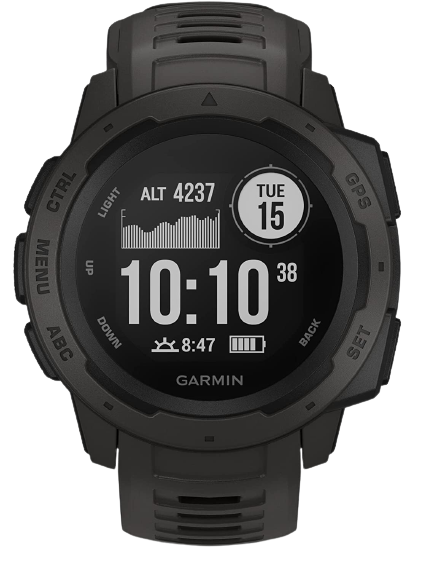 CTRL
LIGHT
GPS
ALT 4237
TUE
15
MENU
UP
10:10 38
ABC
DOWN
8:47
BACK
SET
GARMIN